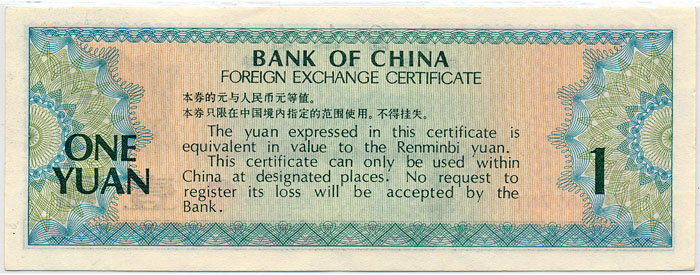 BANK OF CHINA
FOREIGN EXCHANGE CERTIFICATE
本券的元与人民币元等值。
本券只限在中国境内指定的范围使用。不得挂失。
The yuan expressed in this certificate is
equivalent in value to the Renminbi yuan.
This certificate can only be used within
China at designated places. No request to
register its loss will be accepted by the
Bank.
ONE
YUAN
1